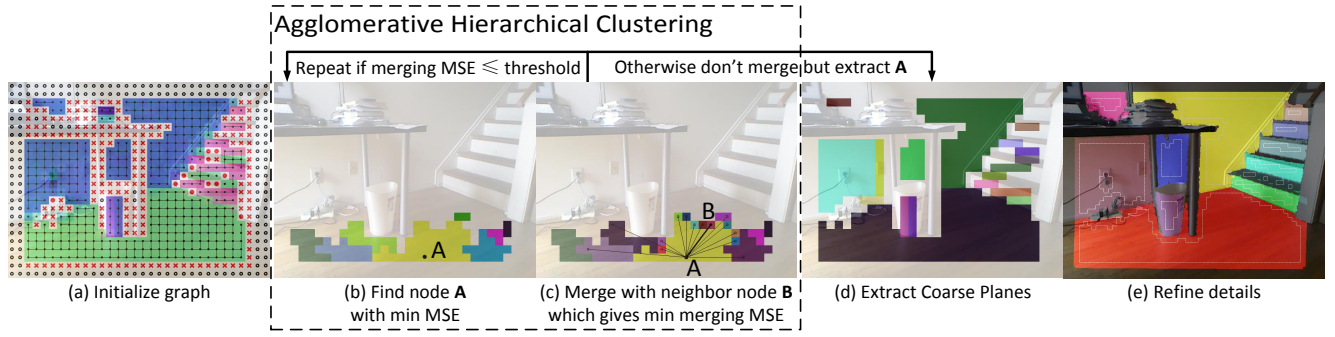 Agglomerative Hierarchical Clustering
Repeat if merging MSE ≤ threshold
Otherwise don't merge but extract A
A
B
A
(a) Initialize graph
(b) Find node A
with min MSE
(c) Merge with neighbor node B
which gives min merging MSE
(d) Extract Coarse Planes
(e) Refine details